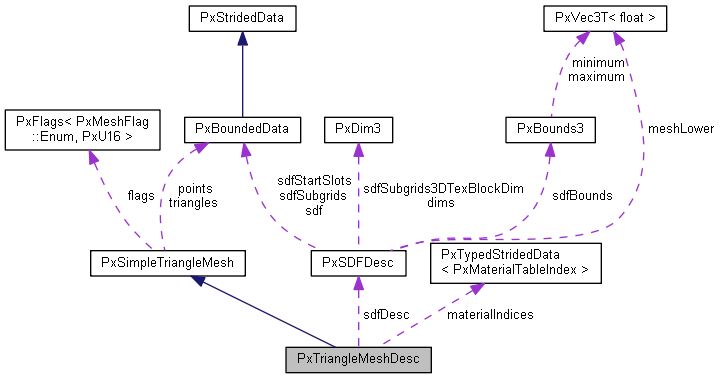 PxStridedData
PxVec3T< float >
minimum
maximum
PxFlags< PxMeshFlag
::Enum, PxU16 >
PxBoundedData
PxDim3
PxBounds3
meshLower
flags
points
triangles
sdfStartSlots
sdfSubgrids
sdf
sdfSubgrids3DTexBlockDim
dims
sdfBounds
PxSimpleTriangleMesh
PxSDFDesc
PxTypedStridedData
< PxMaterialTableIndex >
sdfDesc
materialIndices
PxTriangleMeshDesc